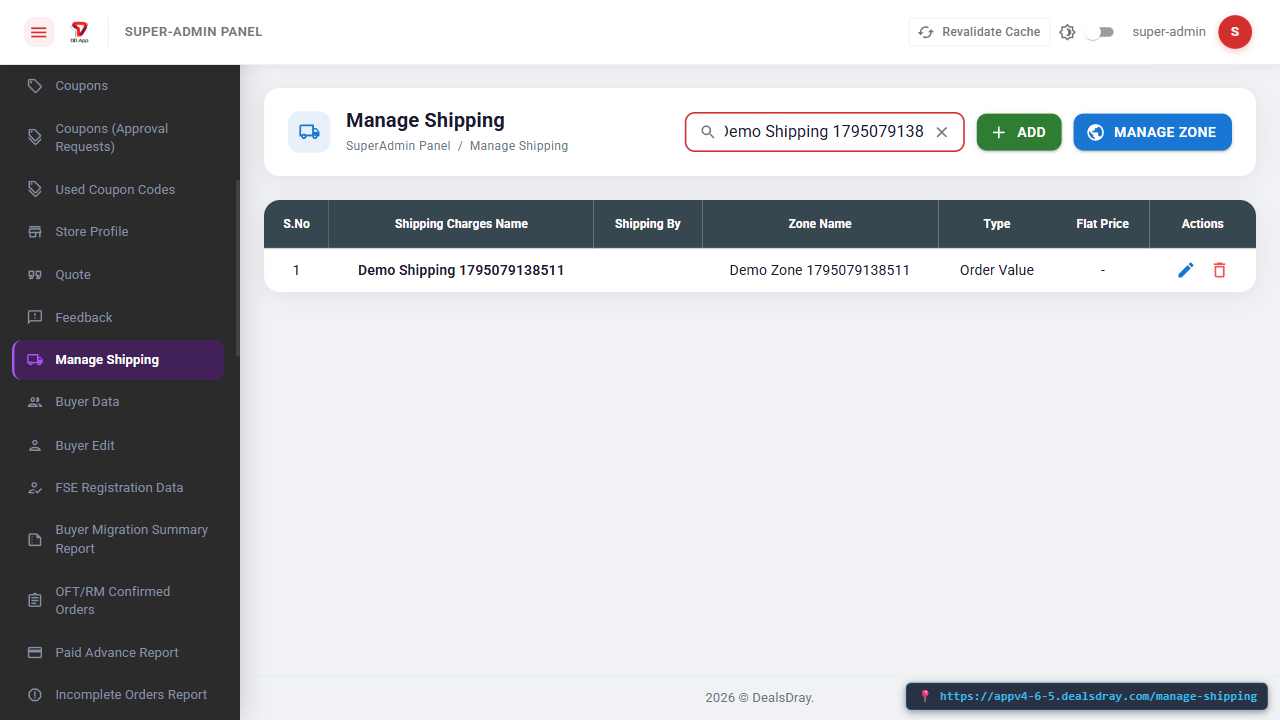 DD App
SUPER-ADMIN PANEL
Revalidate Cache
super-admin
S
Coupons
Coupons (Approval
Requests)
Used Coupon Codes
Store Profile
Quote
Feedback
Manage Shipping
Buyer Data
Buyer Edit
FSE Registration Data
Buyer Migration Summary
Report
OFT/RM Confirmed
Orders
Paid Advance Report
Incomplete Orders Report
Manage Shipping
SuperAdmin Panel / Manage Shipping
Demo Shipping 1795079138
ADD
MANAGE ZONE
S.No Shipping Charges Name Shipping By Zone Name Type Flat Price Actions
1 Demo Shipping 1795079138511 Demo Zone 1795079138511 Order Value -
2026 © DealsDray.
https://appv4-6-5.dealsdray.com/manage-shipping